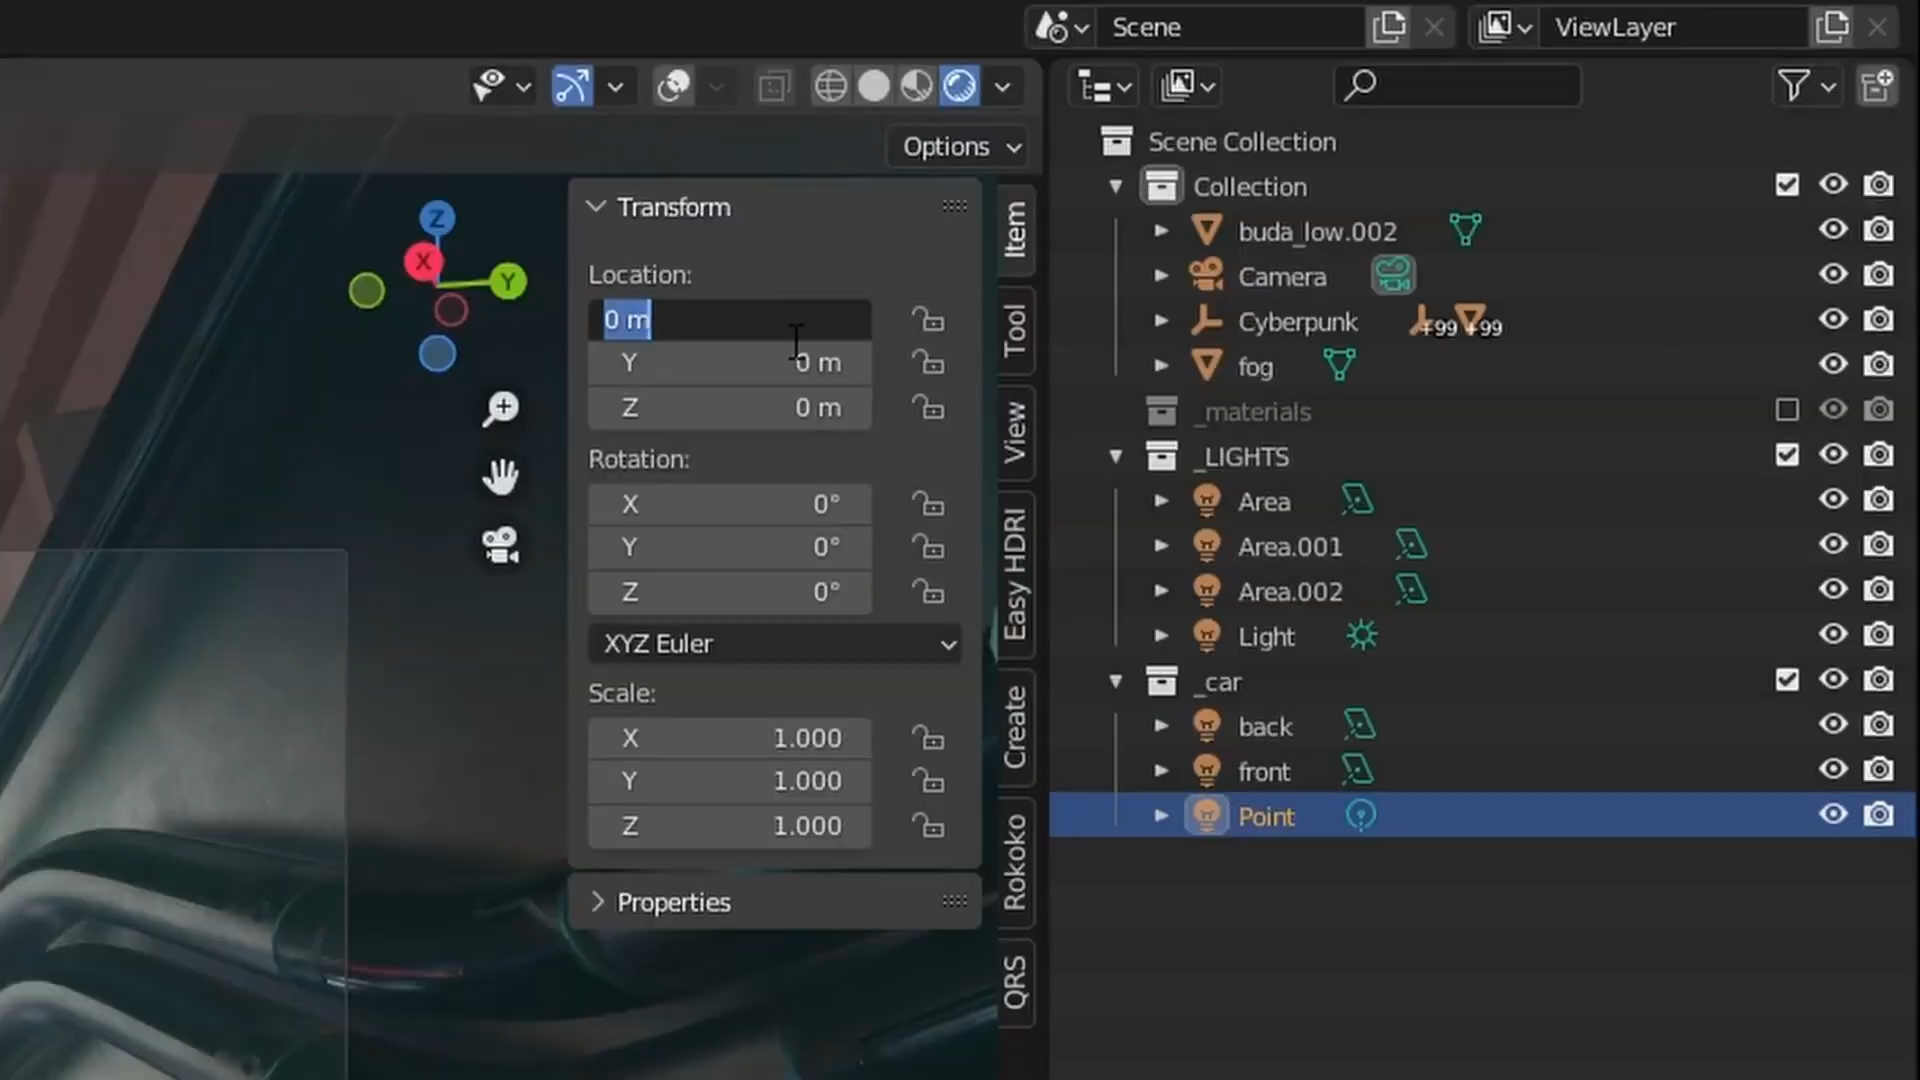 Scene
ViewLayer
Options
Scene Collection
Collection
buda_low.002
Camera
Cyberpunk +99 +99
fog
_materials
_LIGHTS
Area
Area.001
Area.002
Light
_car
back
front
Point
Z
X
Y
Transform
Location:
0 m
Y 0 m
Z 0 m
Rotation:
X 0°
Y 0°
Z 0°
XYZ Euler
Scale:
X 1.000
Y 1.000
Z 1.000
Properties
Item
Tool
View
Easy HDRI
Create
Rokoko
QRS